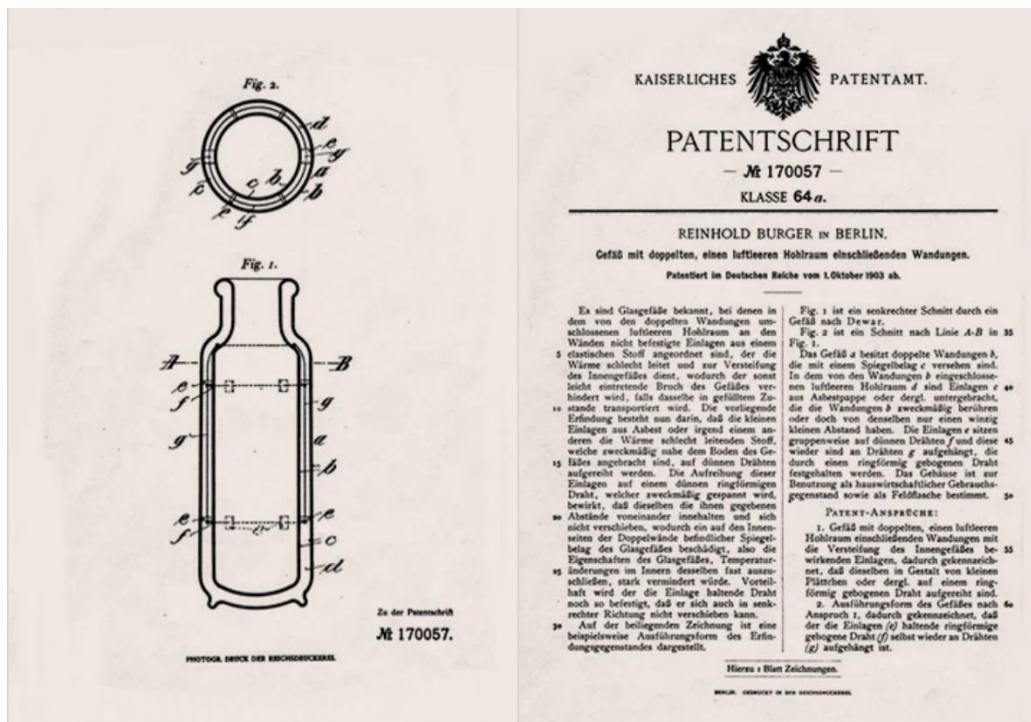 Fig. 2.
d
e
g
g
a
b
b
c
c
e
f
Fig. 1.
A
B
e
e
f
g
g
a
b
e
e
f
c
d
Zu der Patentschrift
№ 170057.
PHOTOGR. DRUCK DER REICHSDRUCKEREI.
KAISERLICHES PATENTAMT.
PATENTSCHRIFT
— № 170057 —
KLASSE 64a.
REINHOLD BURGER IN BERLIN.
Gefäß mit doppelten, einen luftleeren Hohlraum einschließenden Wandungen.
Patentiert im Deutschen Reiche vom 1. Oktober 1903 ab.
Es sind Glasgefäße bekannt, bei denen in
dem von den doppelten Wandungen um-
schlossenen luftleeren Hohlraum an den
Wänden nicht befestigte Einlagen aus einem
5 elastischen Stoff angeordnet sind, der die
Wärme schlecht leitet und zur Versteifung
des Innengefäßes dient, wodurch der sonst
leicht eintretende Bruch des Gefäßes ver-
hindert wird, falls dasselbe in gefülltem Zu-
10 stande transportiert wird. Die vorliegende
Erfindung besteht nun darin, daß die kleinen
Einlagen aus Asbest oder irgend einem an-
deren die Wärme schlecht leitenden Stoff,
welche zweckmäßig nahe dem Boden des Ge-
15 fäßes angebracht sind, auf dünnen Drähten
aufgereiht werden. Die Aufreihung dieser
Einlagen auf einem dünnen ringförmigen
Draht, welcher zweckmäßig gespannt wird,
bewirkt, daß dieselben die ihnen gegebenen
20 Abstände voneinander innehalten und sich
nicht verschieben, wodurch ein auf den Innen-
seiten der Doppelwände befindlicher Spiegel-
belag des Glasgefäßes beschädigt, also die
Eigenschaften des Glasgefäßes, Temperatur-
25 änderungen im Innern desselben fast auszu-
schließen, stark vermindert würde. Vorteil-
haft wird der die Einlage haltende Draht
noch so befestigt, daß er sich auch in senk-
rechter Richtung nicht verschieben kann.
30 Auf der beiliegenden Zeichnung ist eine
beispielsweise Ausführungsform des Erfin-
dungsgegenstandes dargestellt.
Fig. 1 ist ein senkrechter Schnitt durch ein
Gefäß nach Dewar.
Fig. 2 ist ein Schnitt nach Linie A-B in 35
Fig. 1.
Das Gefäß a besitzt doppelte Wandungen b,
die mit einem Spiegelbelag c versehen sind.
In dem von den Wandungen b eingeschlosse-
nen luftleeren Hohlraum d sind Einlagen e 40
aus Asbestpappe oder dergl. untergebracht,
die die Wandungen b zweckmäßig berühren
oder doch von denselben nur einen winzig
kleinen Abstand haben. Die Einlagen e sitzen
gruppenweise auf dünnen Drähten f und diese 45
wieder sind an Drähten g aufgehängt, die
durch einen ringförmig gebogenen Draht
festgehalten werden. Das Gehäuse ist zur
Benutzung als hauswirtschaftlicher Gebrauchs-
gegenstand sowie als Feldflasche bestimmt. 50
PATENT-ANSPRÜCHE:
1. Gefäß mit doppelten, einen luftleeren
Hohlraum einschließenden Wandungen mit
die Versteifung des Innengefäßes be-
wirkenden Einlagen, dadurch gekennzeich- 55
net, daß dieselben in Gestalt von kleinen
Plättchen oder dergl. auf einem ring-
förmig gebogenen Draht aufgereiht sind.
2. Ausführungsform des Gefäßes nach 60
Anspruch 1, dadurch gekennzeichnet, daß
der die Einlagen (e) haltende ringförmige
gebogene Draht (f) selbst wieder an Drähten
(g) aufgehängt ist.
Hierzu 1 Blatt Zeichnungen.
BERLIN. GEDRUCKT IN DER REICHSDRUCKEREI.